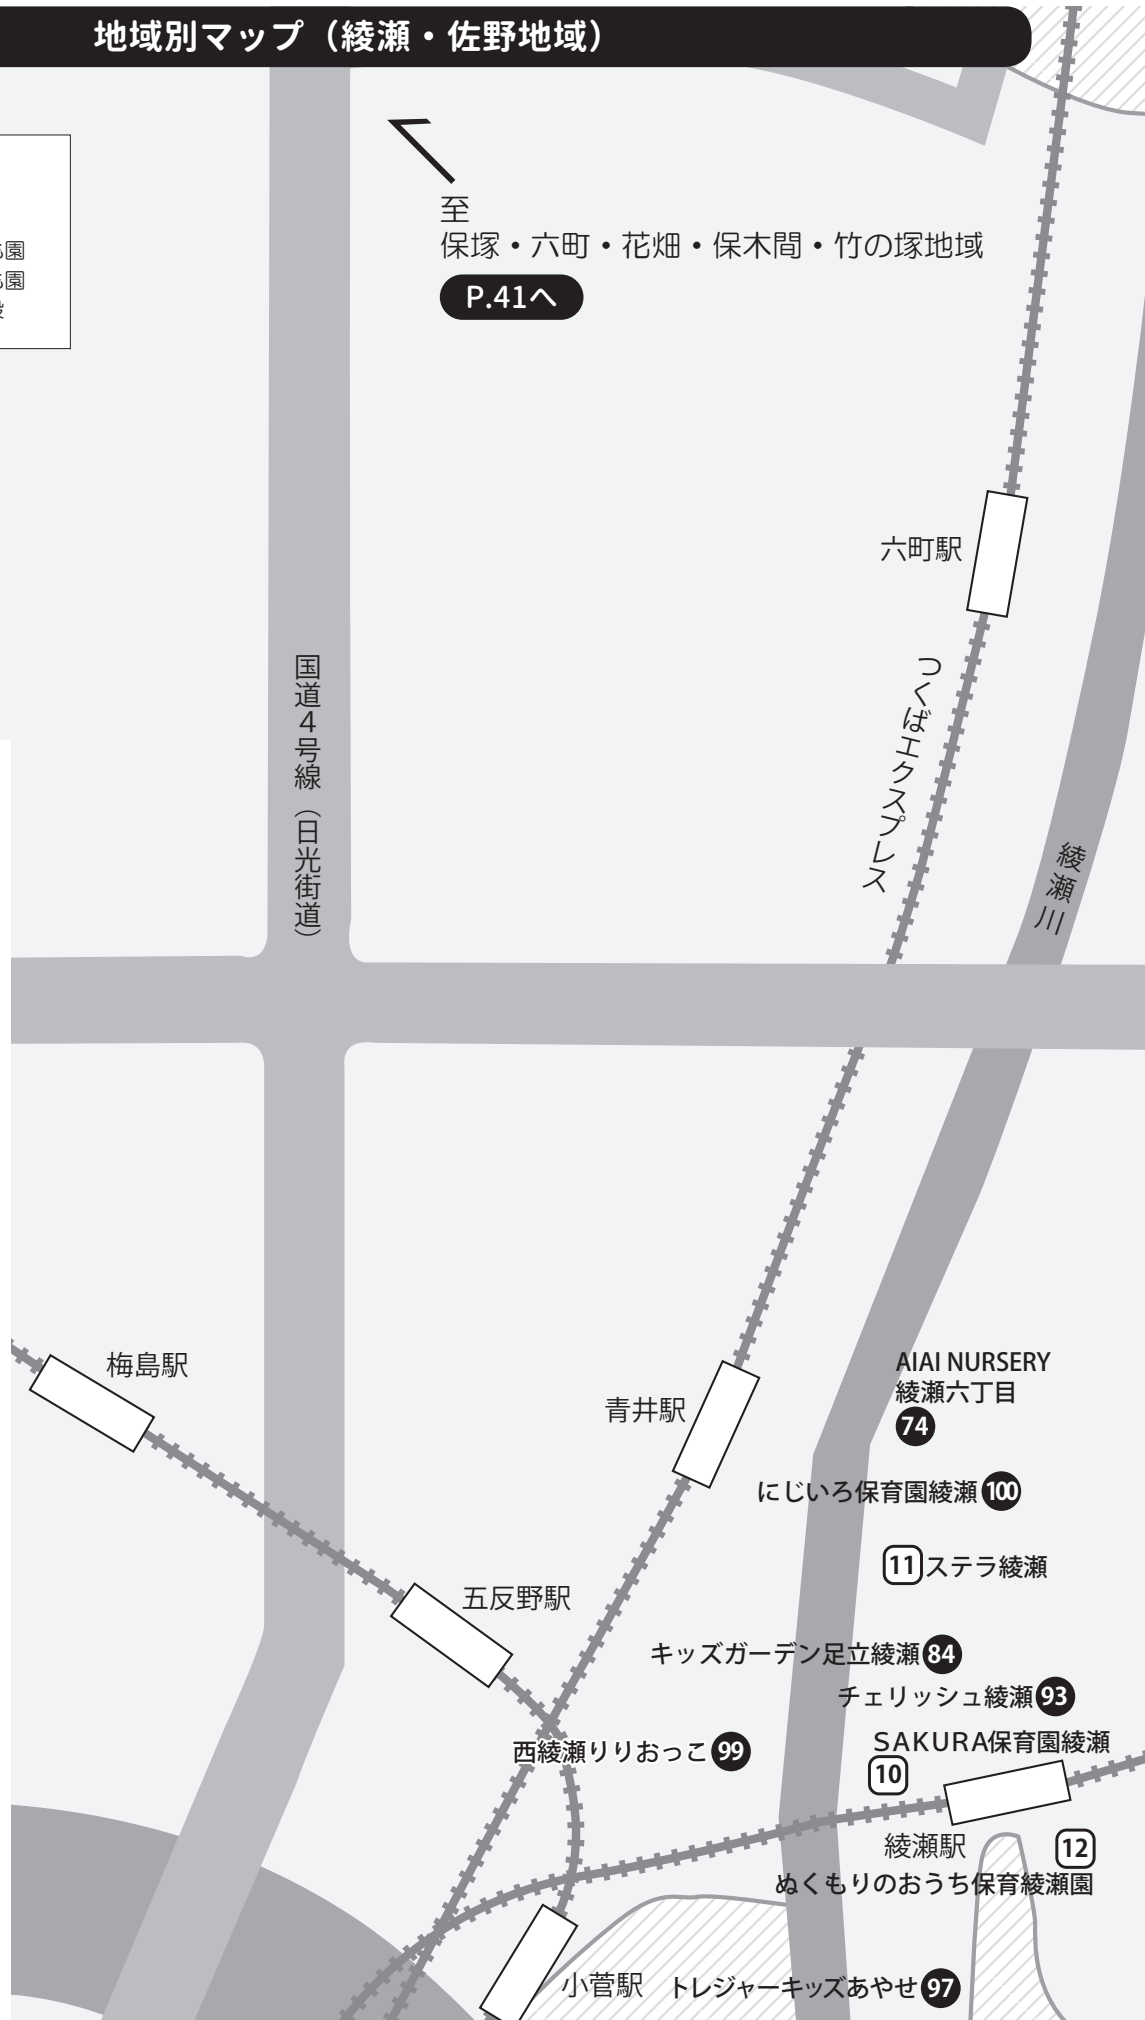 地域別マップ（綾瀬・佐野地域）
至
保塚・六町・花畑・保木間・竹の塚地域
P.41へ
園
園
六町駅
つくばエクスプレス
国道４号線（日光街道）
綾瀬川
梅島駅
青井駅
AIAI NURSERY
綾瀬六丁目
74
にじいろ保育園綾瀬 100
11 ステラ綾瀬
五反野駅
キッズガーデン足立綾瀬 84
チェリッシュ綾瀬 93
SAKURA保育園綾瀬
10
西綾瀬りりおっこ 99
綾瀬駅
12
ぬくもりのおうち保育綾瀬園
小菅駅
トレジャーキッズあやせ 97